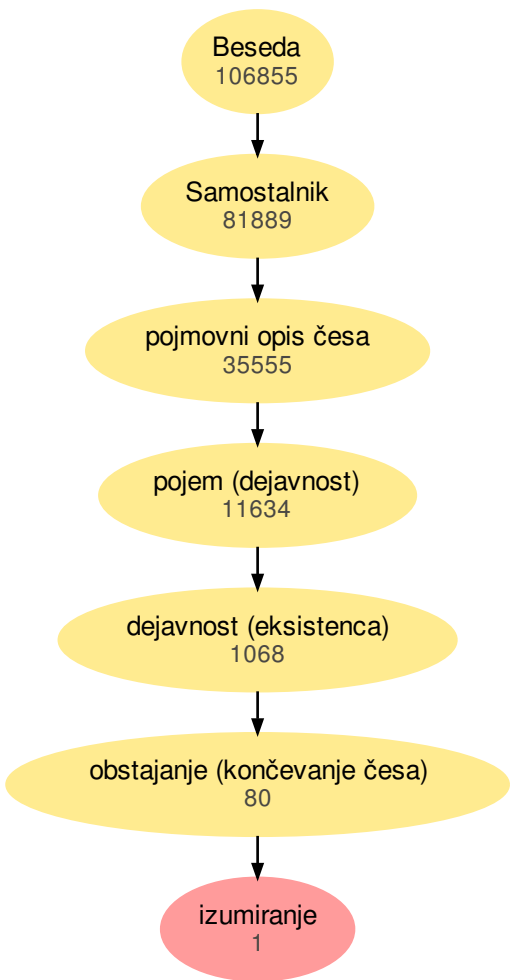 Beseda
106855
Samostalnik
81889
pojmovni opis česa
35555
pojem (dejavnost)
11634
dejavnost (eksistenca)
1068
obstajanje (končevanje česa)
80
izumiranje
1